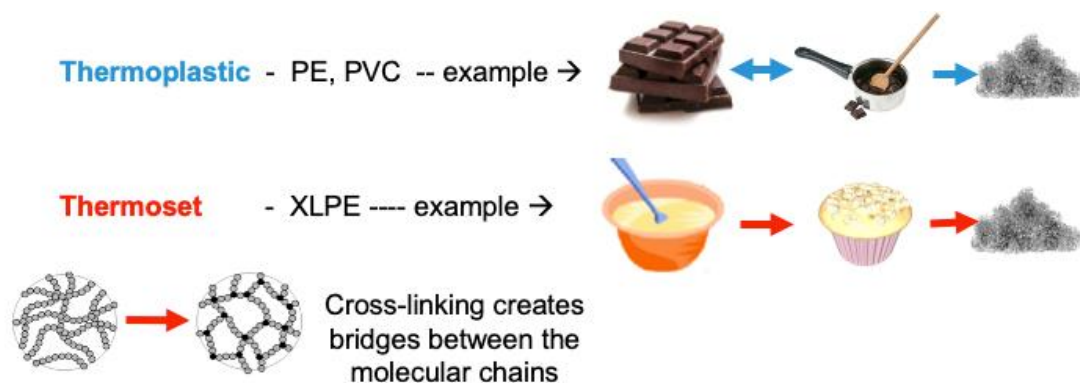 Thermoplastic - PE, PVC -- example →
Thermoset - XLPE ---- example →
Cross-linking creates
bridges between the
molecular chains